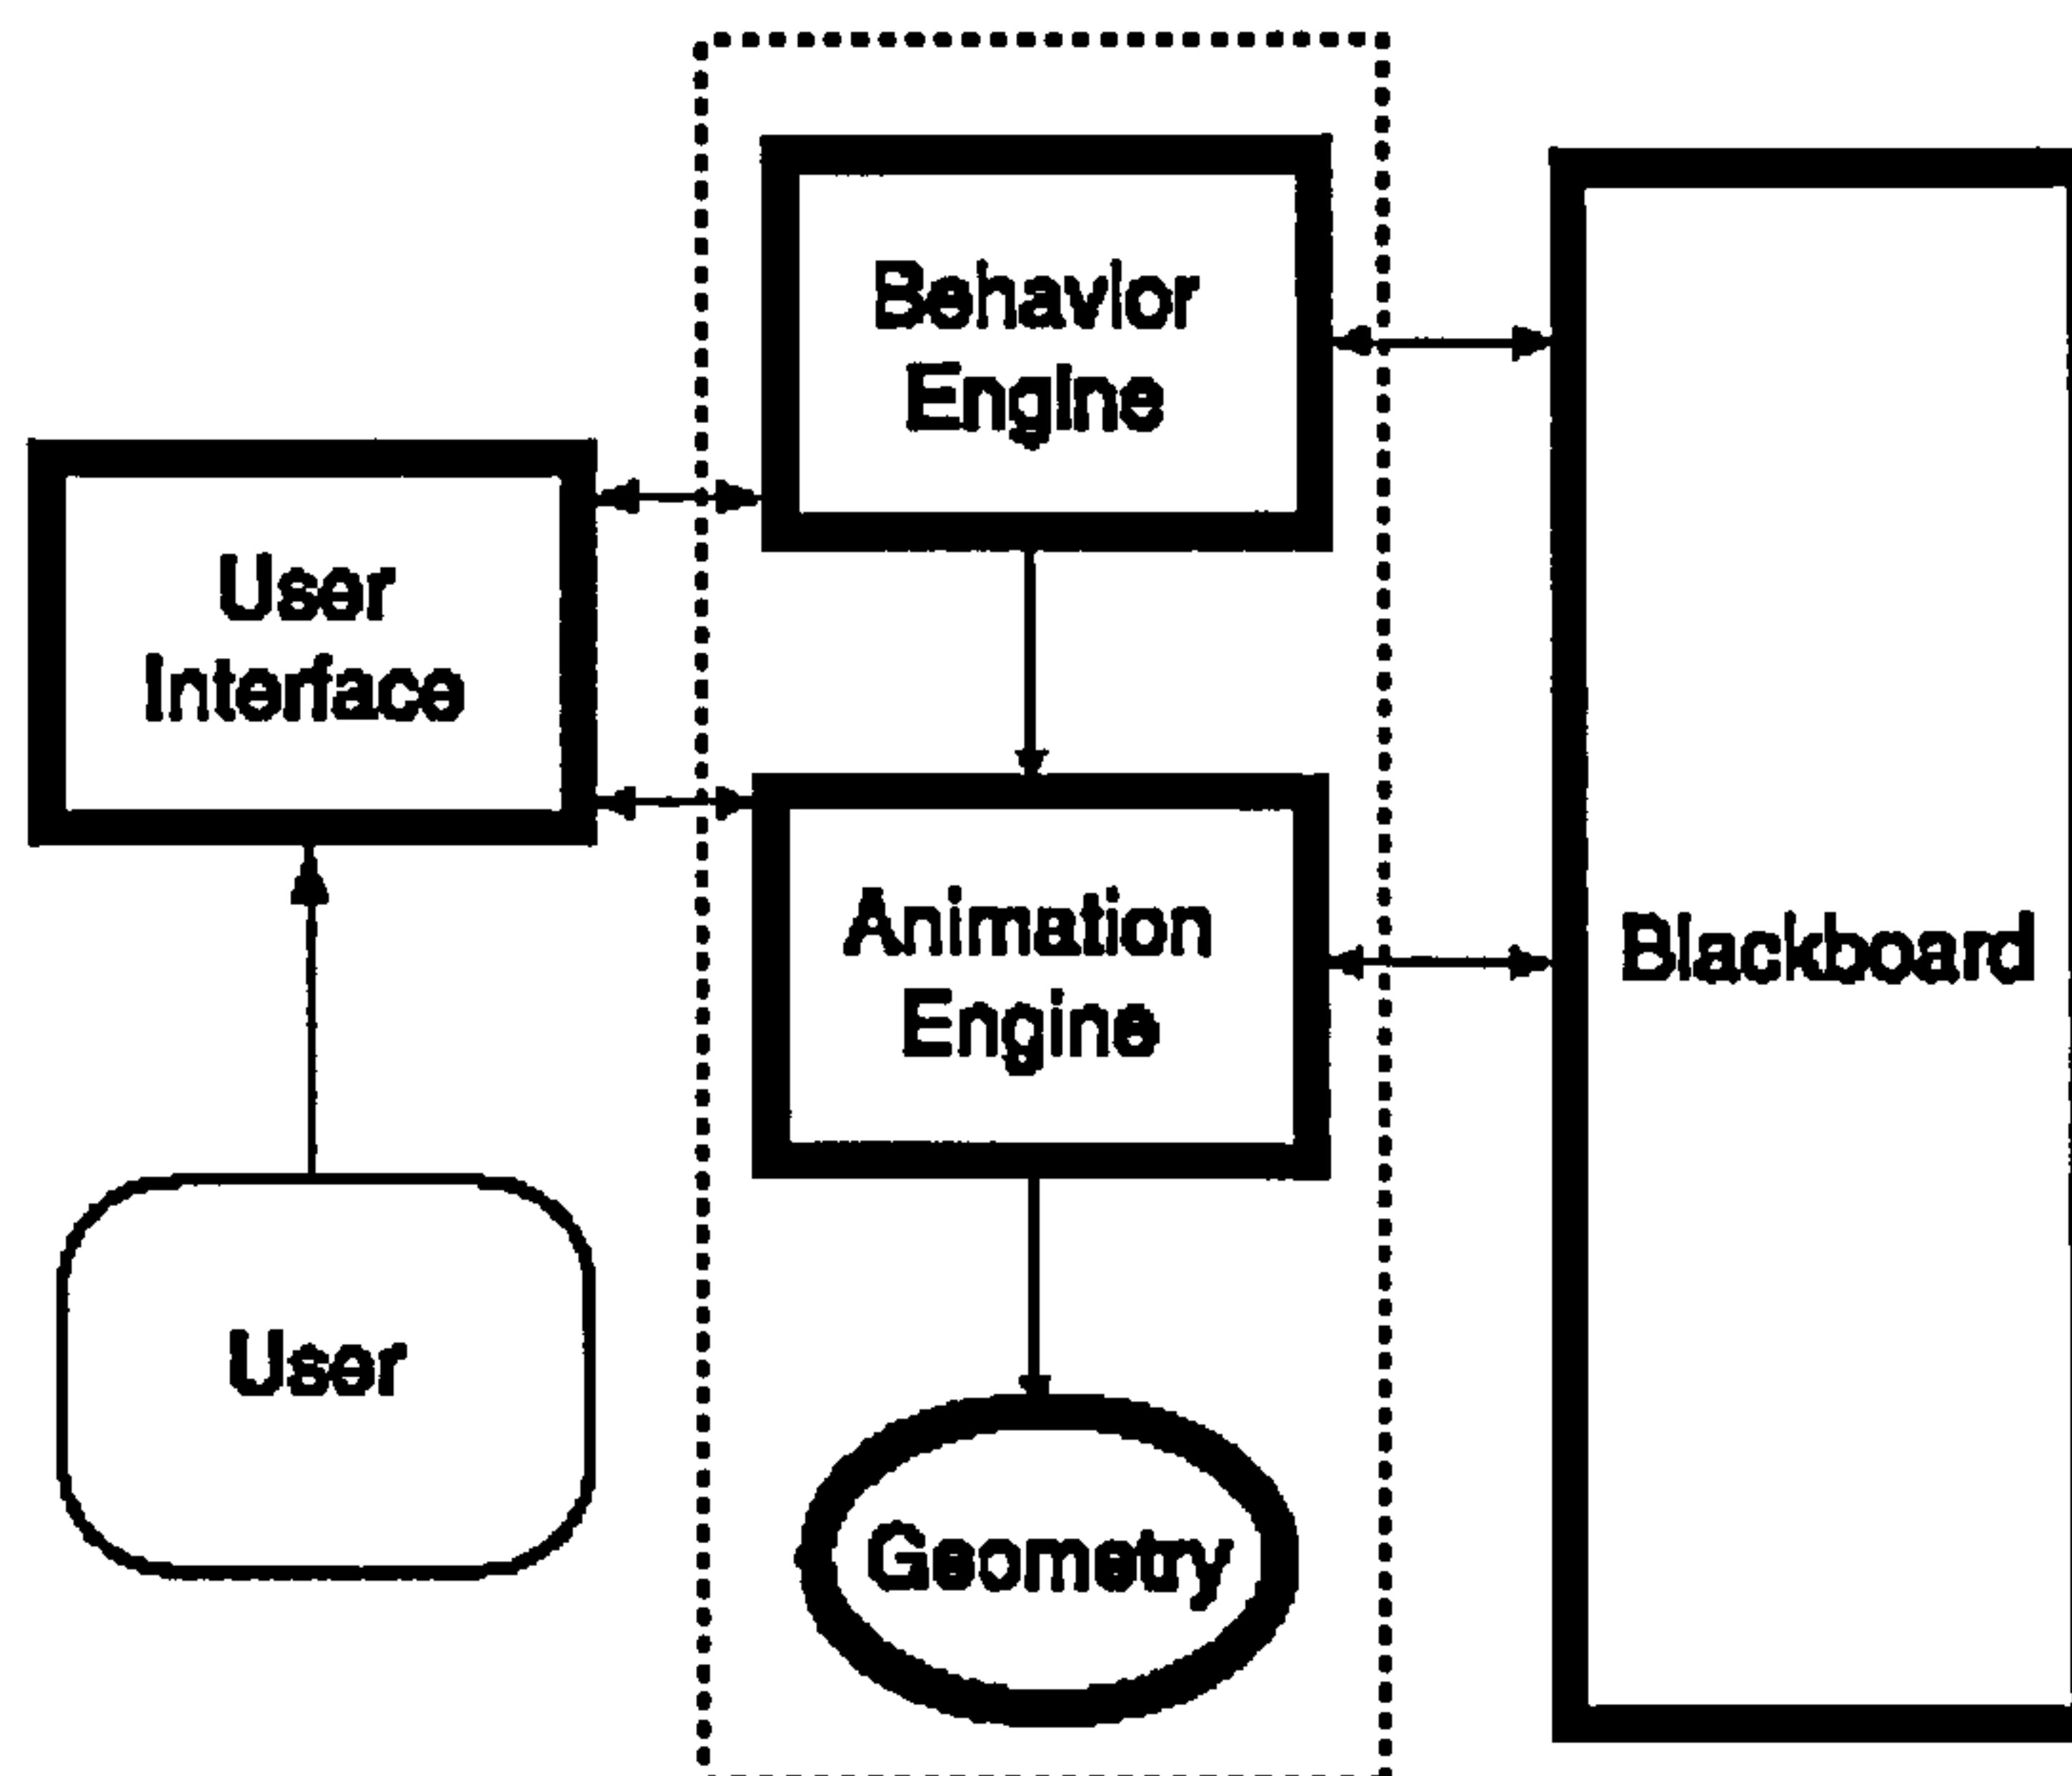 Behavior
Engine
User
Interface
Animation
Engine
Blackboard
User
Geometry